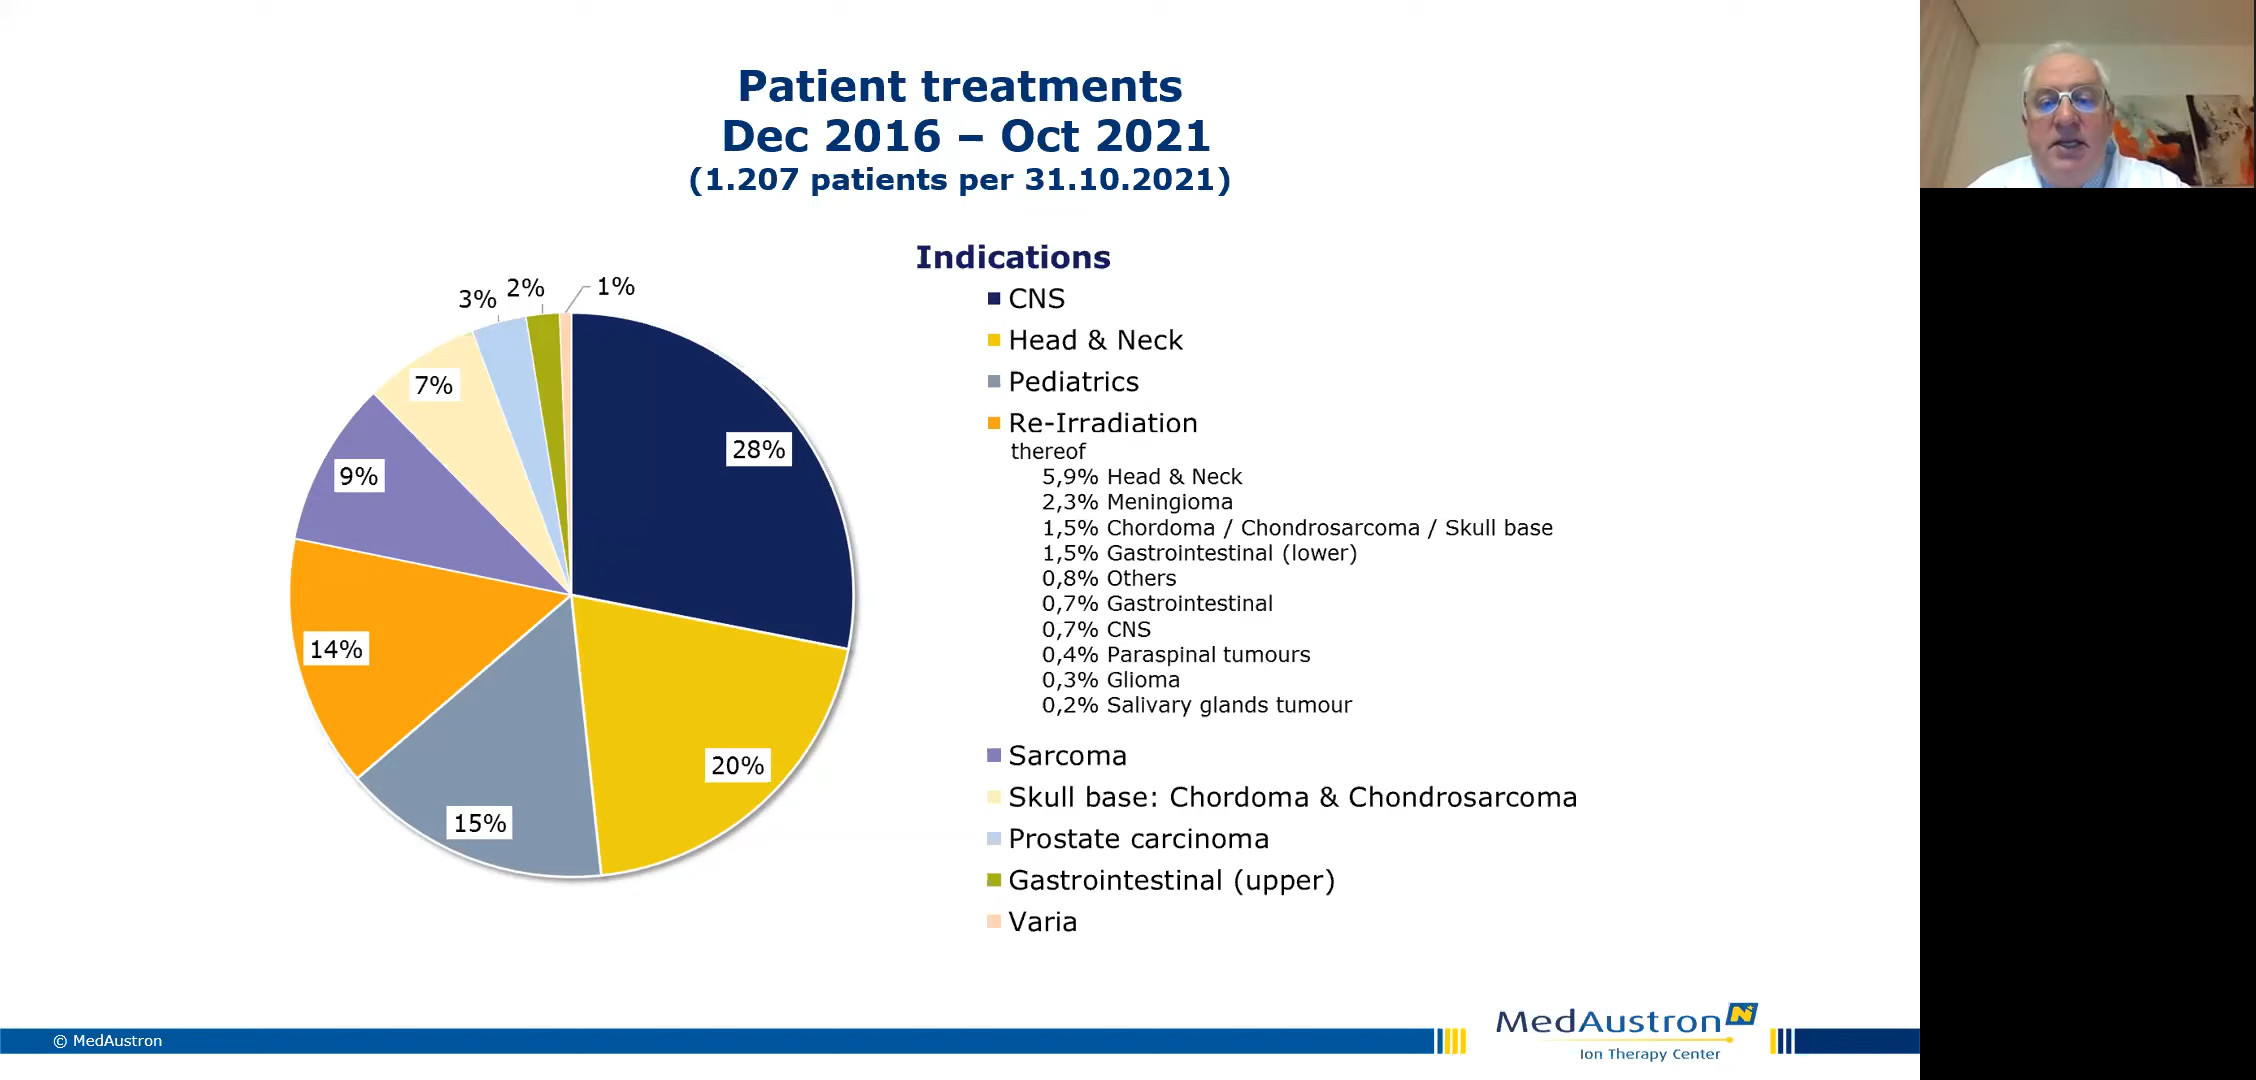 Patient treatments
Dec 2016 – Oct 2021
(1.207 patients per 31.10.2021)
Indications
CNS
Head & Neck
Pediatrics
Re-Irradiation
thereof
5,9% Head & Neck
2,3% Meningioma
1,5% Chordoma / Chondrosarcoma / Skull base
1,5% Gastrointestinal (lower)
0,8% Others
0,7% Gastrointestinal
0,7% CNS
0,4% Paraspinal tumours
0,3% Glioma
0,2% Salivary glands tumour
Sarcoma
Skull base: Chordoma & Chondrosarcoma
Prostate carcinoma
Gastrointestinal (upper)
Varia
28%
20%
15%
14%
9%
7%
3%
2%
1%
© MedAustron
MedAustron N
Ion Therapy Center